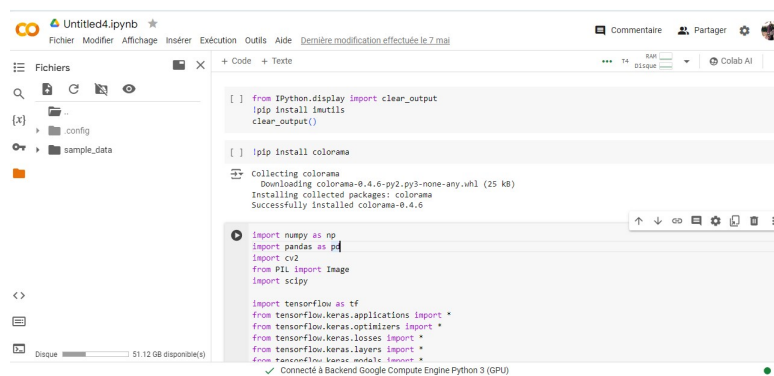 Untitled4.ipynb
Fichier Modifier Affichage Insérer Exécution Outils Aide Dernière modification effectuée le 7 mai
Commentaire Partager
Fichiers
+ Code + Texte
T4 RAM Disque Colab AI
..
.config
sample_data
{x}
[ ] from IPython.display import clear_output
!pip install imutils
clear_output()
[ ] !pip install colorama
Collecting colorama
Downloading colorama-0.4.6-py2.py3-none-any.whl (25 kB)
Installing collected packages: colorama
Successfully installed colorama-0.4.6
import numpy as np
import pandas as pd
import cv2
from PIL import Image
import scipy
import tensorflow as tf
from tensorflow.keras.applications import *
from tensorflow.keras.optimizers import *
from tensorflow.keras.losses import *
from tensorflow.keras.layers import *
from tensorflow.keras.models import *
Disque 51.12 GB disponible(s)
Connecté à Backend Google Compute Engine Python 3 (GPU)